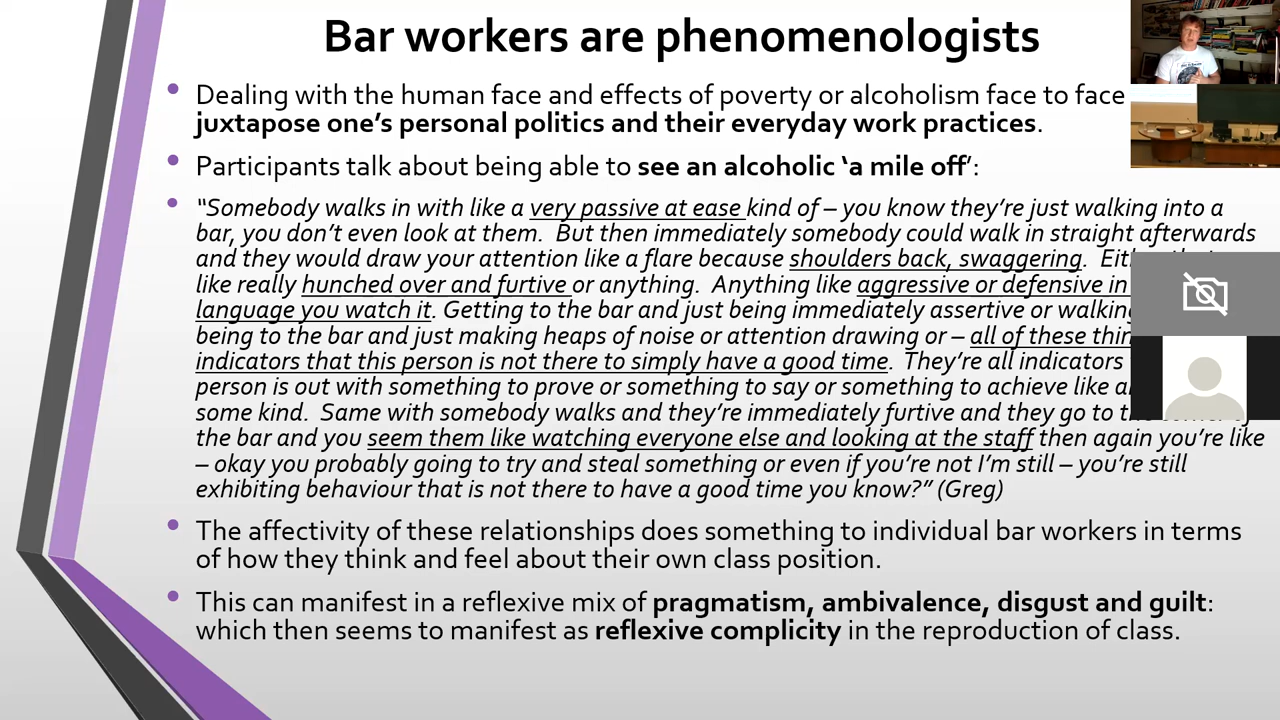 Bar workers are phenomenologists
Dealing with the human face and effects of poverty or alcoholism face to face
juxtapose one’s personal politics and their everyday work practices.
Participants talk about being able to see an alcoholic ‘a mile off’:
“Somebody walks in with like a very passive at ease kind of – you know they’re just walking into a
bar, you don’t even look at them. But then immediately somebody could walk in straight afterwards
and they would draw your attention like a flare because shoulders back, swaggering.
like really hunched over and furtive or anything. Anything like aggressive or defensive in
language you watch it. Getting to the bar and just being immediately assertive or
being to the bar and just making heaps of noise or attention drawing or – all of these
indicators that this person is not there to simply have a good time. They’re all indicators
person is out with something to prove or something to say or something to achieve like
some kind. Same with somebody walks and they’re immediately furtive and they go to
the bar and you seem them like watching everyone else and looking at the staff then again you’re like
– okay you probably going to try and steal something or even if you’re not I’m still – you’re still
exhibiting behaviour that is not there to have a good time you know?” (Greg)
The affectivity of these relationships does something to individual bar workers in terms
of how they think and feel about their own class position.
This can manifest in a reflexive mix of pragmatism, ambivalence, disgust and guilt:
which then seems to manifest as reflexive complicity in the reproduction of class.